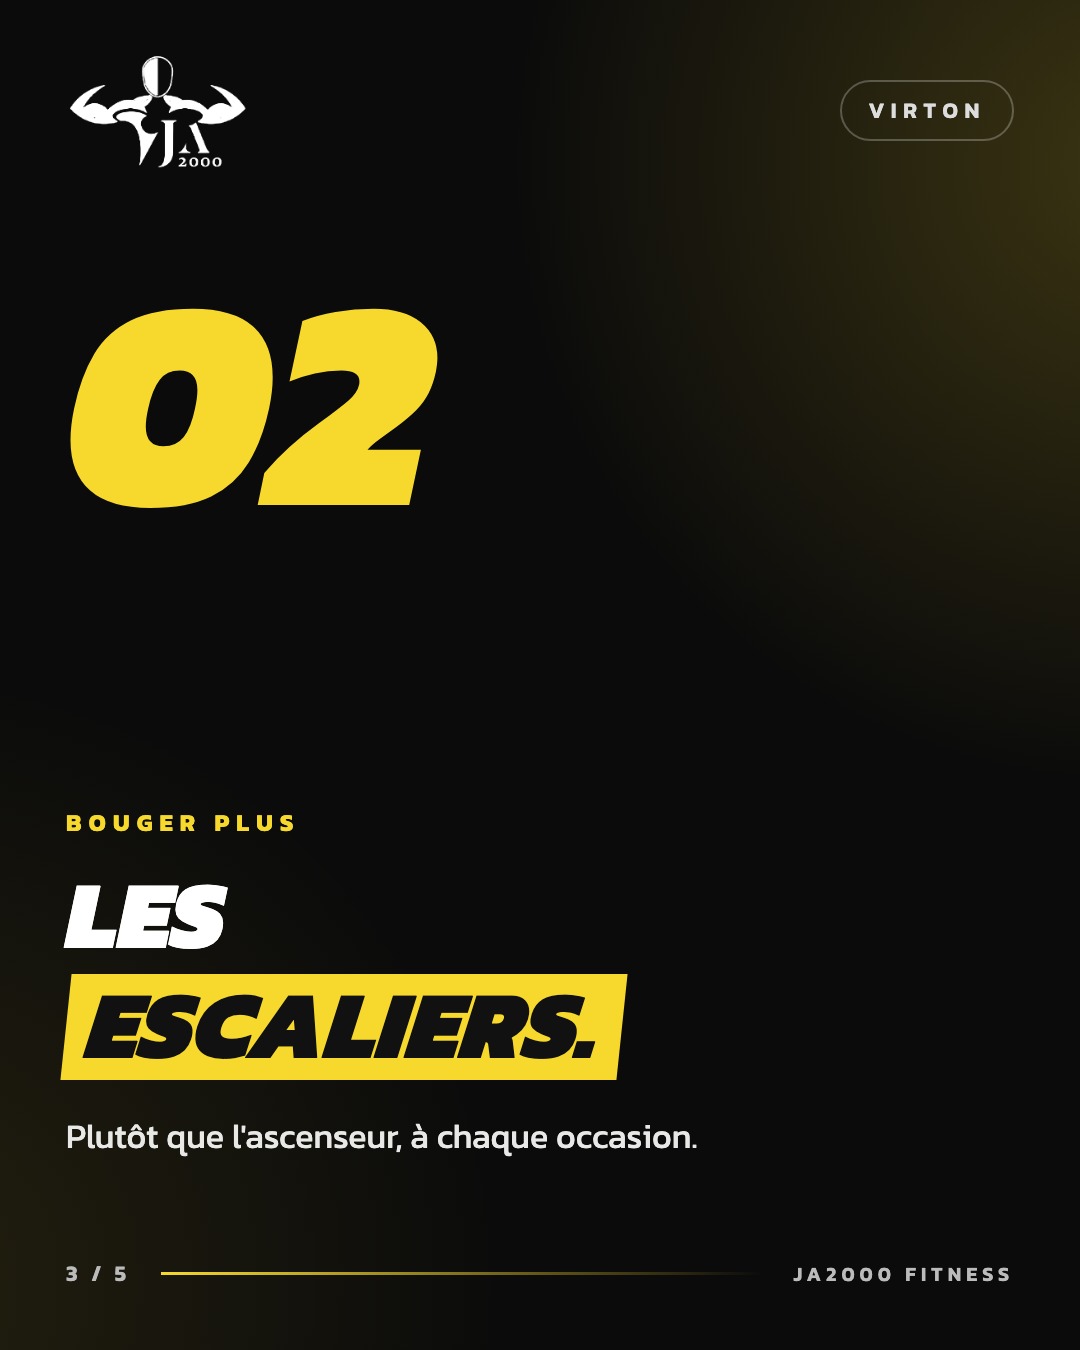 JA
2000
VIRTON
02
BOUGER PLUS
LES
ESCALIERS.
Plutôt que l'ascenseur, à chaque occasion.
3 / 5
JA2000 FITNESS